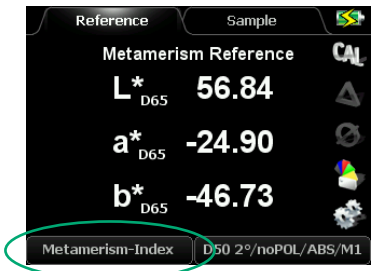 Reference Sample
Metamerism Reference CAL
L*D65 56.84
a*D65 -24.90
b*D65 -46.73
Metamerism-Index D50 2°/noPOL/ABS/M1